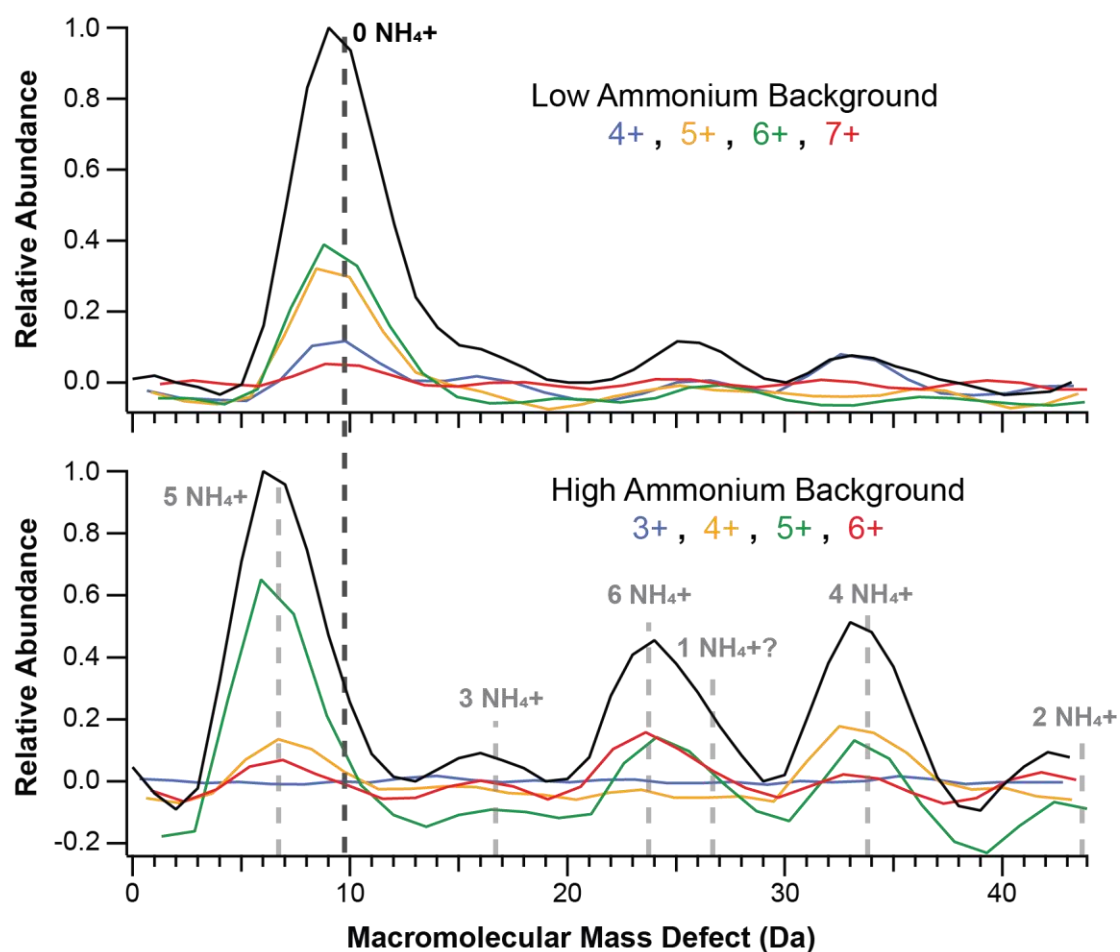 1.0
0 NH₄+
Low Ammonium Background
0.8
4+ , 5+ , 6+ , 7+
0.6
0.4
0.2
0.0
Relative Abundance
1.0
5 NH₄+
High Ammonium Background
3+ , 4+ , 5+ , 6+
0.8
0.6
6 NH₄+
4 NH₄+
0.4
1 NH₄+?
3 NH₄+
0.2
2 NH₄+
0.0
-0.2
Relative Abundance
0 10 20 30 40
Macromolecular Mass Defect (Da)